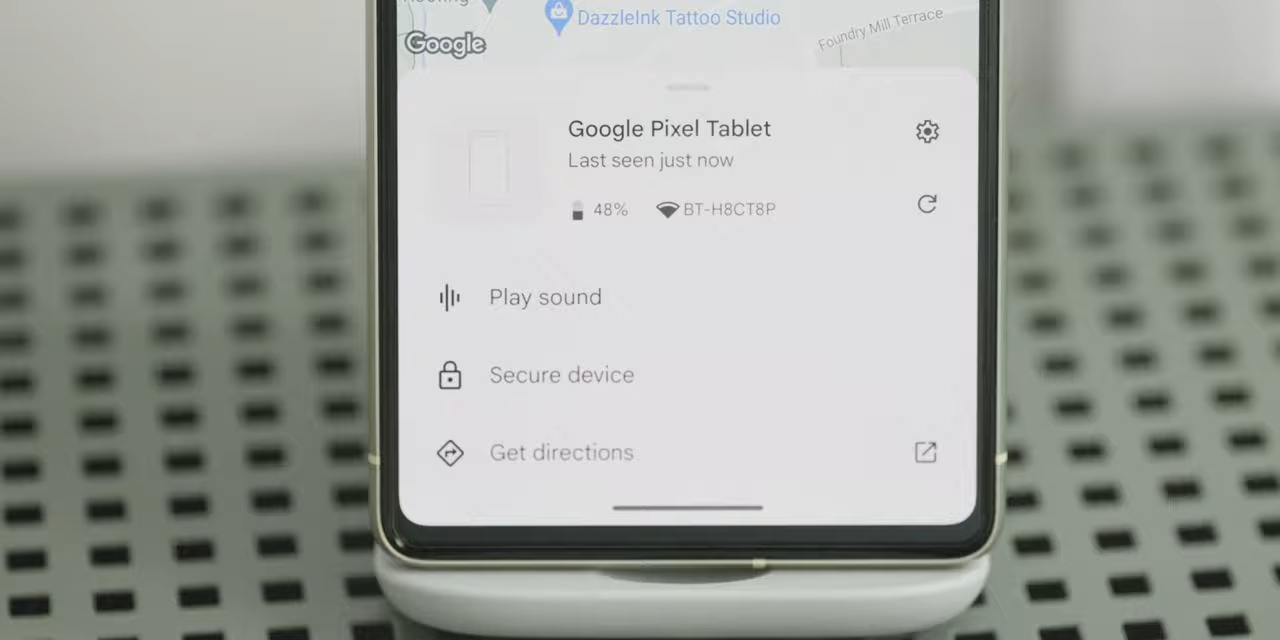 DazzleInk Tattoo Studio
Foundry Mill Terrace
Google
Google Pixel Tablet
Last seen just now
48% BT-H8CT8P
Play sound
Secure device
Get directions